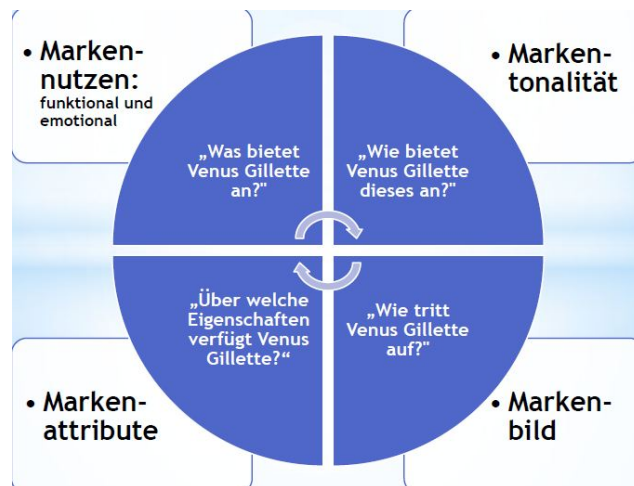 • Marken-
nutzen:
funktional und
emotional
• Marken-
tonalität
„Was bietet
Venus Gillette
an?"
„Wie bietet
Venus Gillette
dieses an?"
„Über welche
Eigenschaften
verfügt Venus
Gillette?“
„Wie tritt
Venus Gillette
auf?"
• Marken-
attribute
• Marken-
bild